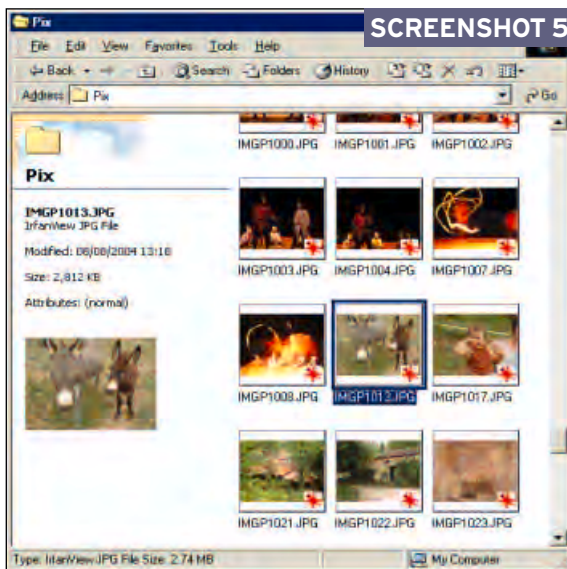 Pix
SCREENSHOT 5
File Edit View Favorites Tools Help
Back Search Folders History
Address Pix Go
IMGP1000.JPG IMGP1001.JPG IMGP1002.JPG
Pix
IMGP1013.JPG
IrfanView JPG File
Modified: 06/06/2004 13:16
Size: 2,812 KB
Attributes: (normal)
IMGP1003.JPG IMGP1004.JPG IMGP1007.JPG
IMGP1008.JPG IMGP1013.JPG IMGP1017.JPG
IMGP1021.JPG IMGP1022.JPG IMGP1023.JPG
Type: IrfanView JPG File Size: 2.74 MB My Computer